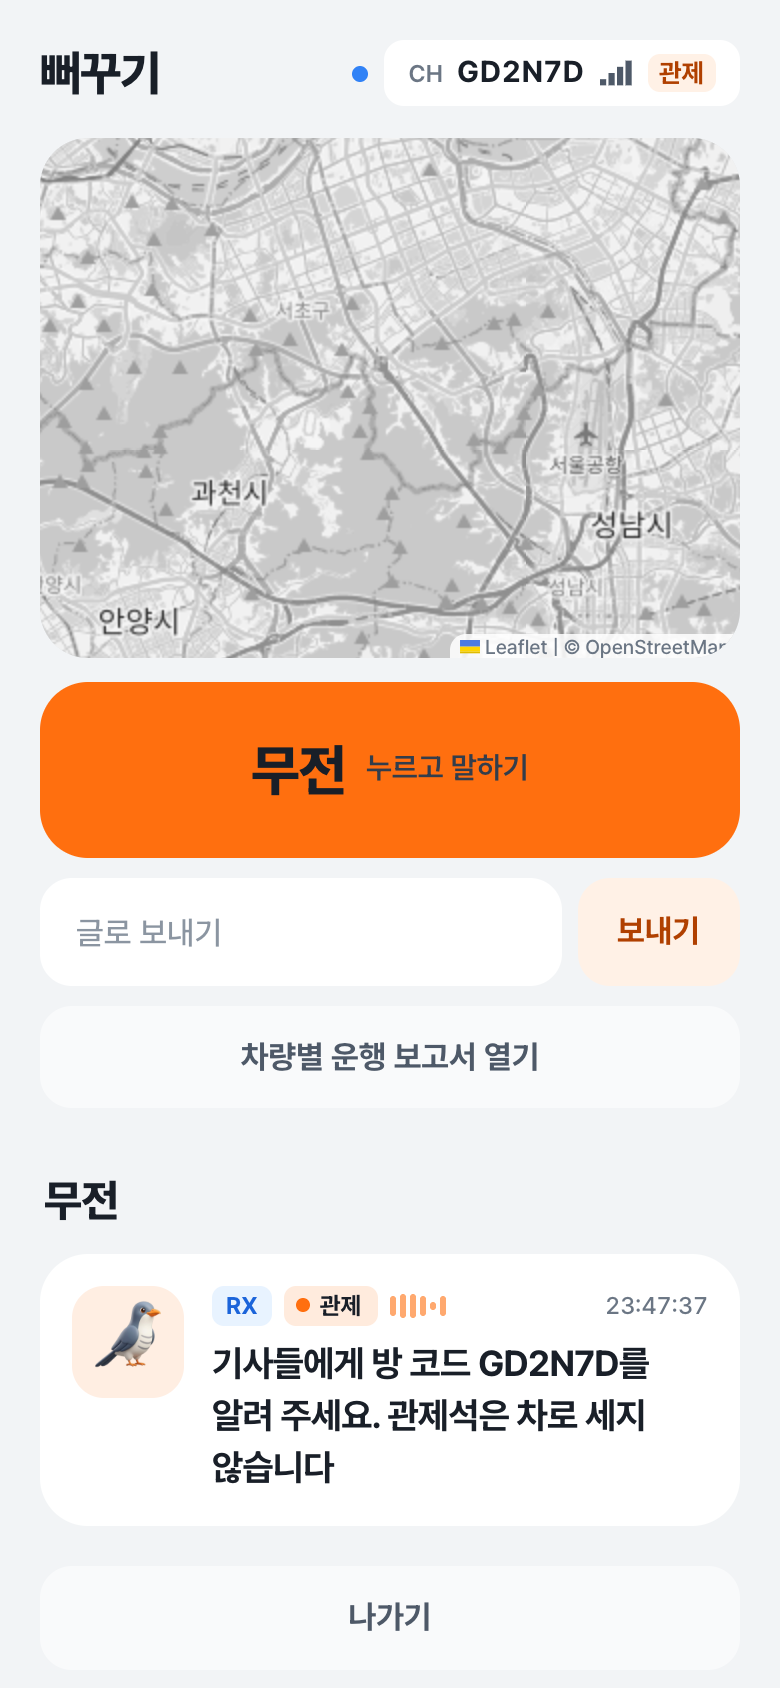 뻐꾸기
CH GD2N7D 관제
서초구
서울공항
과천시
성남시
성남시
안양시
Leaflet | © OpenStreetMap
무전 누르고 말하기
글로 보내기
보내기
차량별 운행 보고서 열기
무전
RX 관제 23:47:37
기사들에게 방 코드 GD2N7D를
알려 주세요. 관제석은 차로 세지
않습니다
나가기